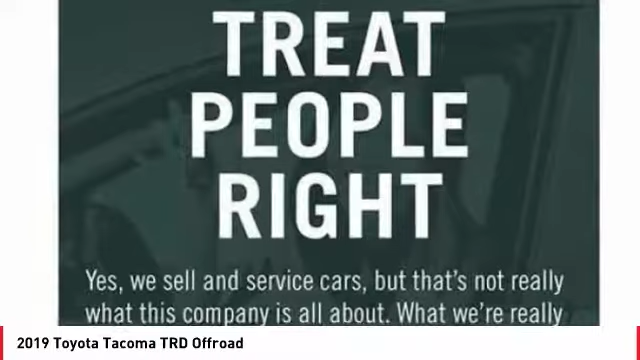 TREAT
PEOPLE
RIGHT
Yes, we sell and service cars, but that's not really
what this company is all about. What we're really
2019 Toyota Tacoma TRD Offroad